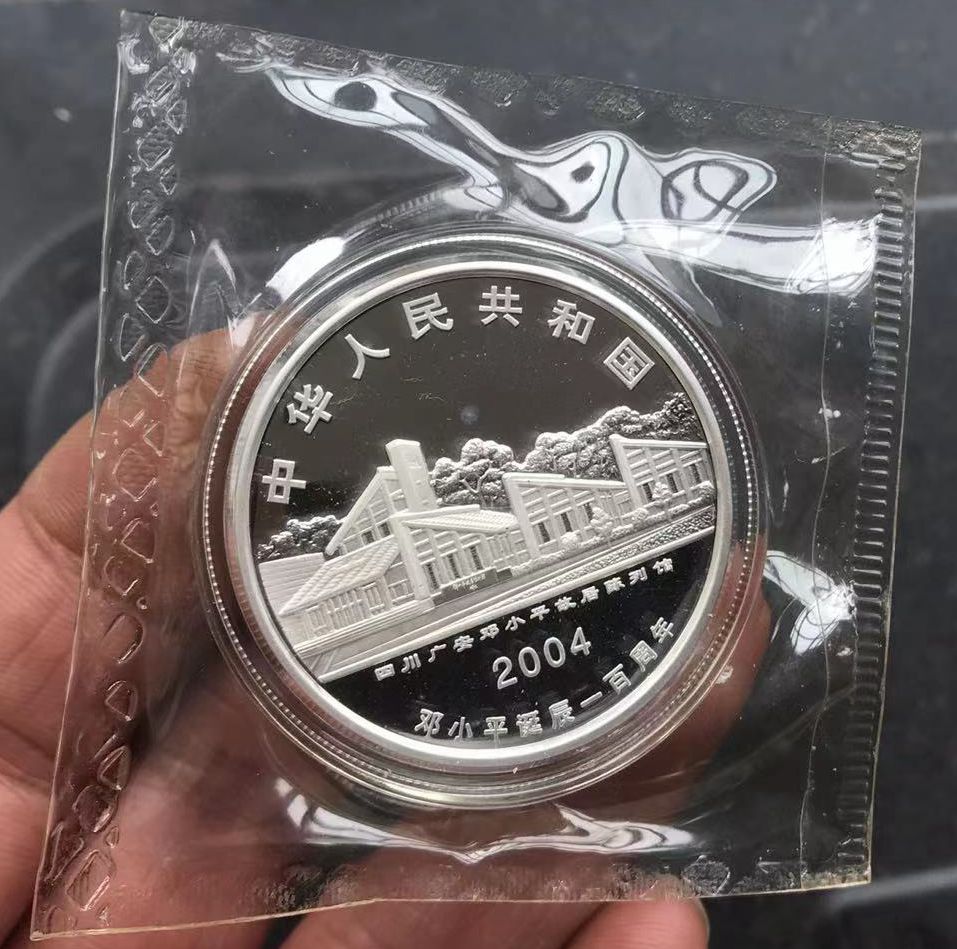 中华人民共和国
四川广安邓小平故居陈列馆
2004
邓小平诞辰一百周年